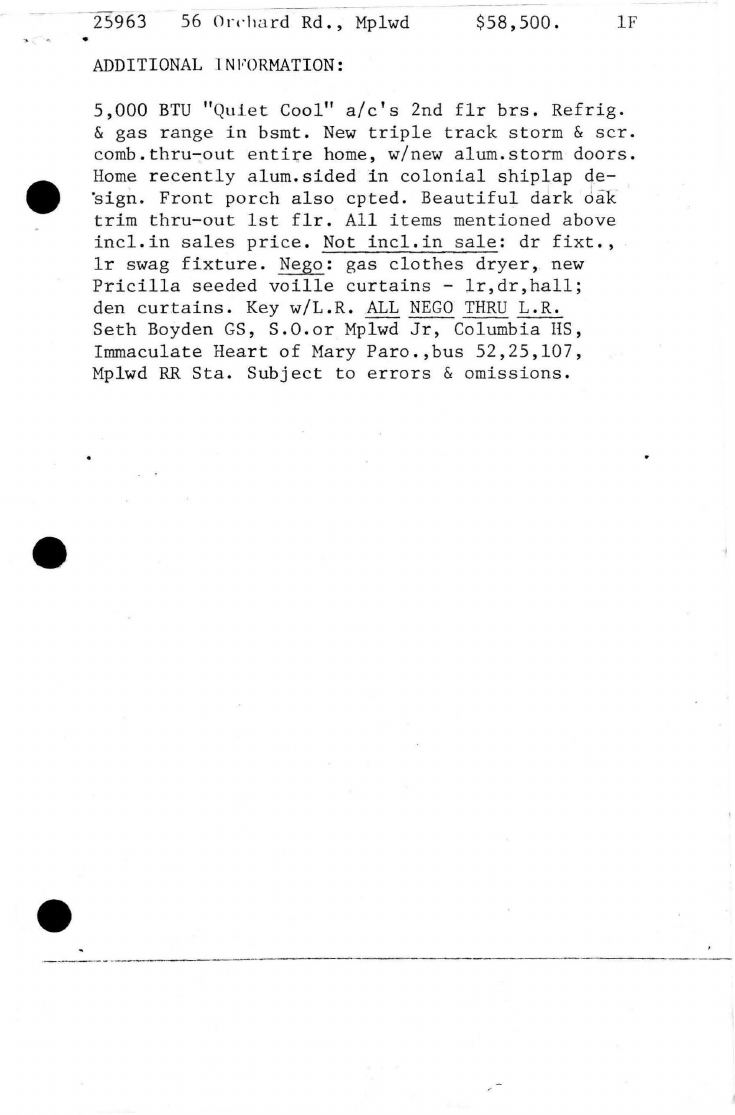 25963 56 Orchard Rd., Mplwd $58,500. 1F
ADDITIONAL INFORMATION:
5,000 BTU "Quiet Cool" a/c's 2nd flr brs. Refrig.
& gas range in bsmt. New triple track storm & scr.
comb.thru-out entire home, w/new alum.storm doors.
Home recently alum.sided in colonial shiplap de-
sign. Front porch also cpted. Beautiful dark oak
trim thru-out 1st flr. All items mentioned above
incl.in sales price. Not incl.in sale: dr fixt.,
lr swag fixture. Nego: gas clothes dryer, new
Pricilla seeded voille curtains - lr,dr,hall;
den curtains. Key w/L.R. ALL NEGO THRU L.R.
Seth Boyden GS, S.O.or Mplwd Jr, Columbia HS,
Immaculate Heart of Mary Paro.,bus 52,25,107,
Mplwd RR Sta. Subject to errors & omissions.